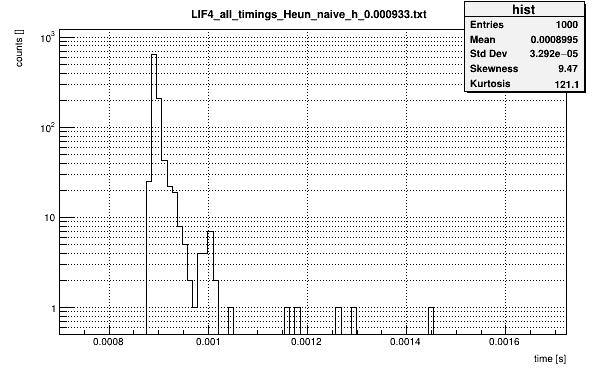 LIF4_all_timings_Heun_naive_h_0.000933.txt
hist
Entries 1000
Mean 0.0008995
Std Dev 3.292e−05
Skewness 9.47
Kurtosis 121.1
counts []
10³
10²
10
1
0.0008 0.001 0.0012 0.0014 0.0016
time [s]